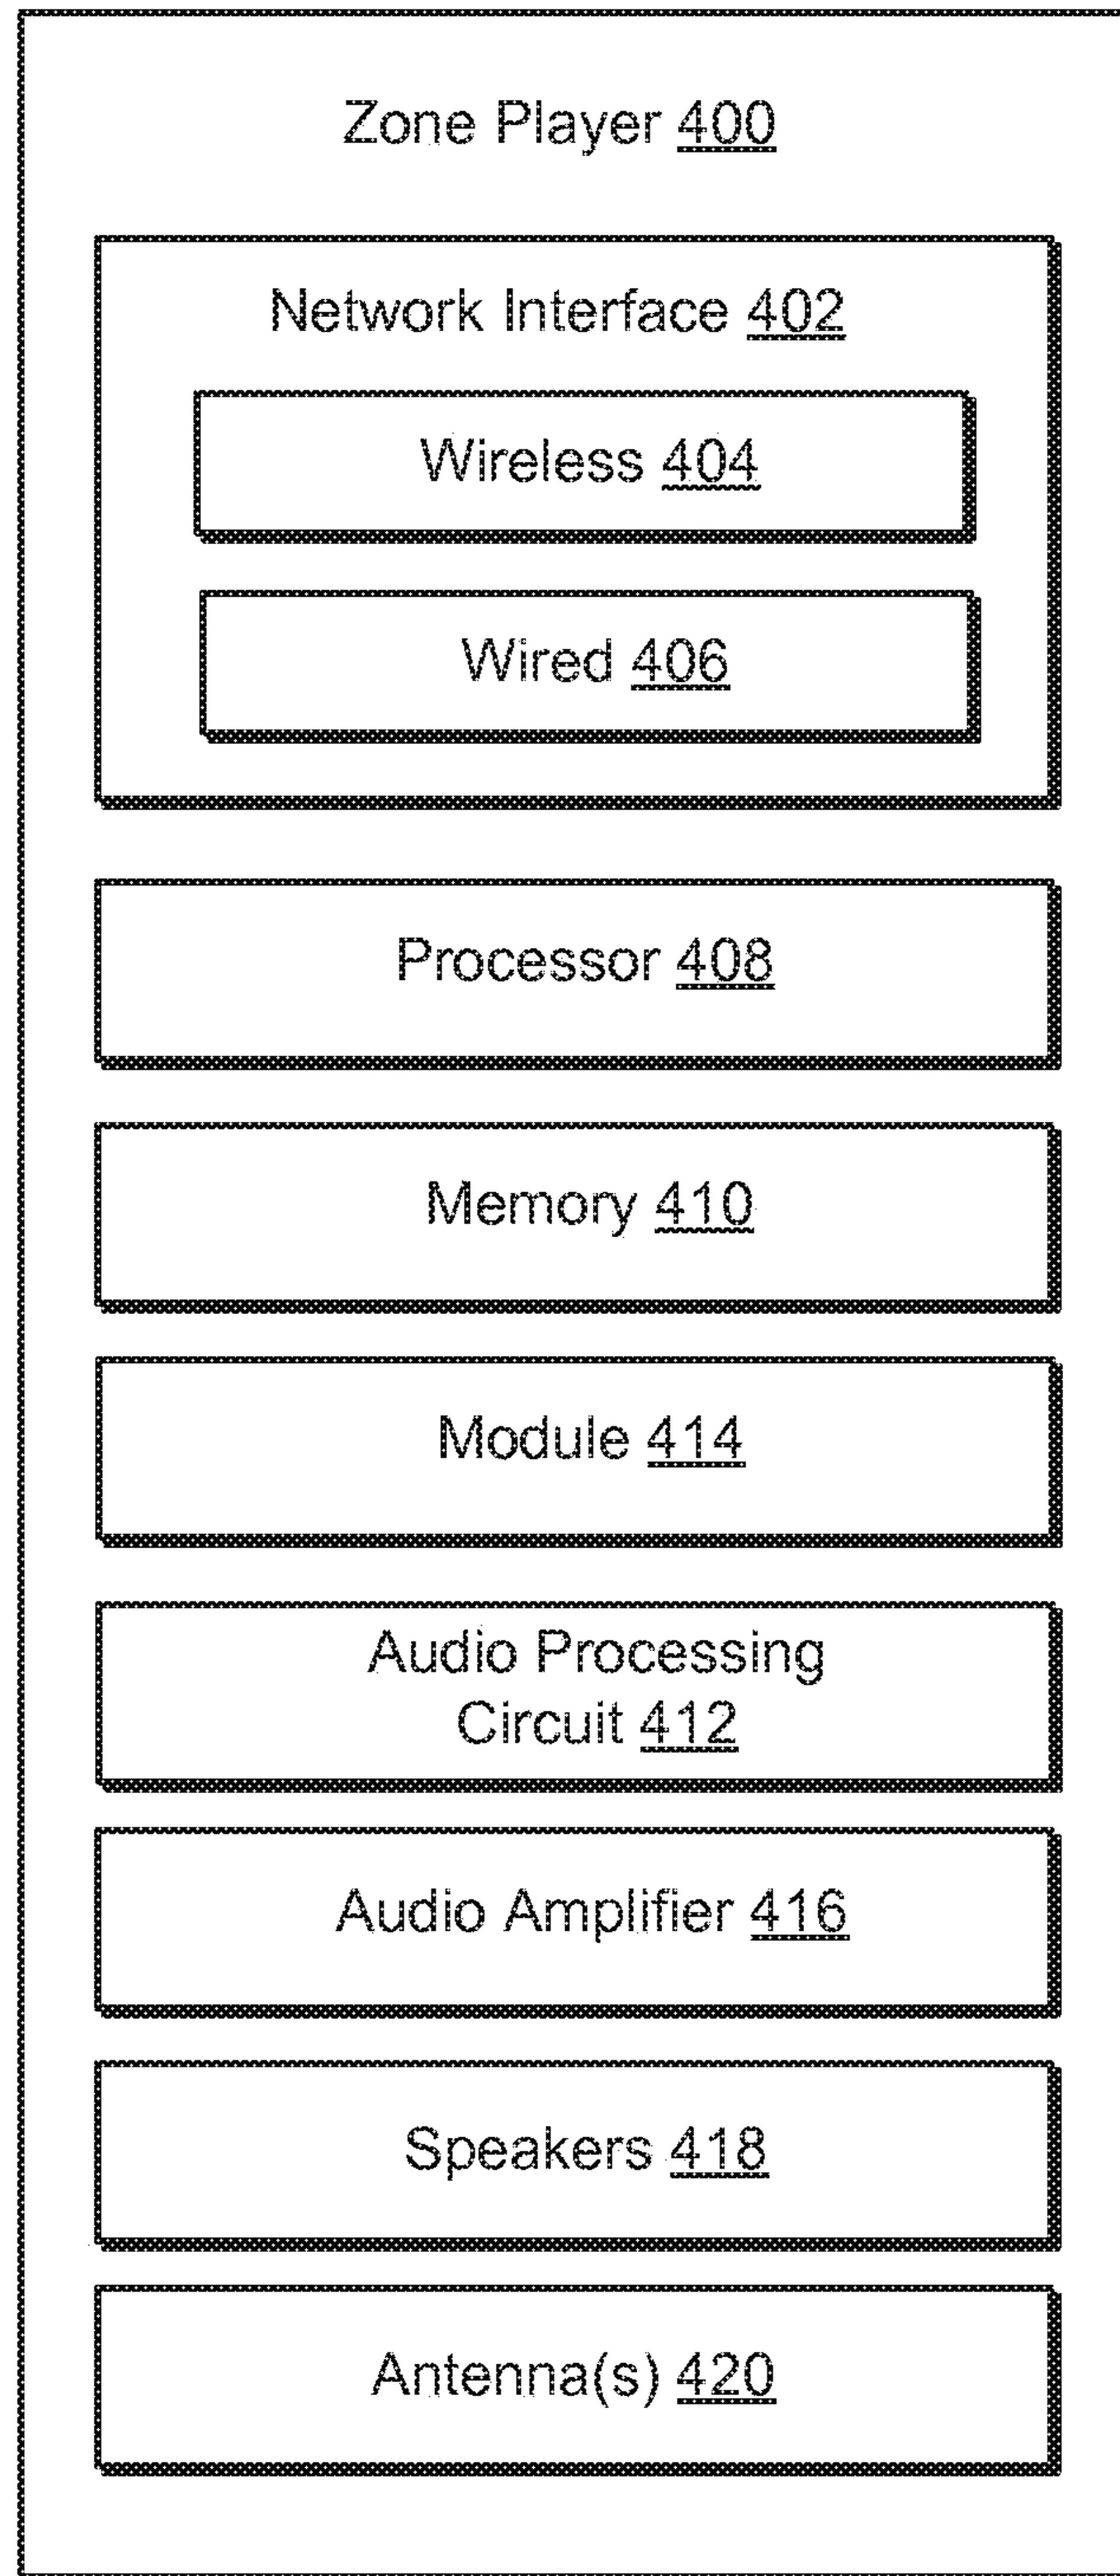 Zone Player 400
Network Interface 402
Wireless 404
Wired 406
Processor 408
Memory 410
Module 414
Audio Processing
Circuit 412
Audio Amplifier 416
Speakers 418
Antenna(s) 420